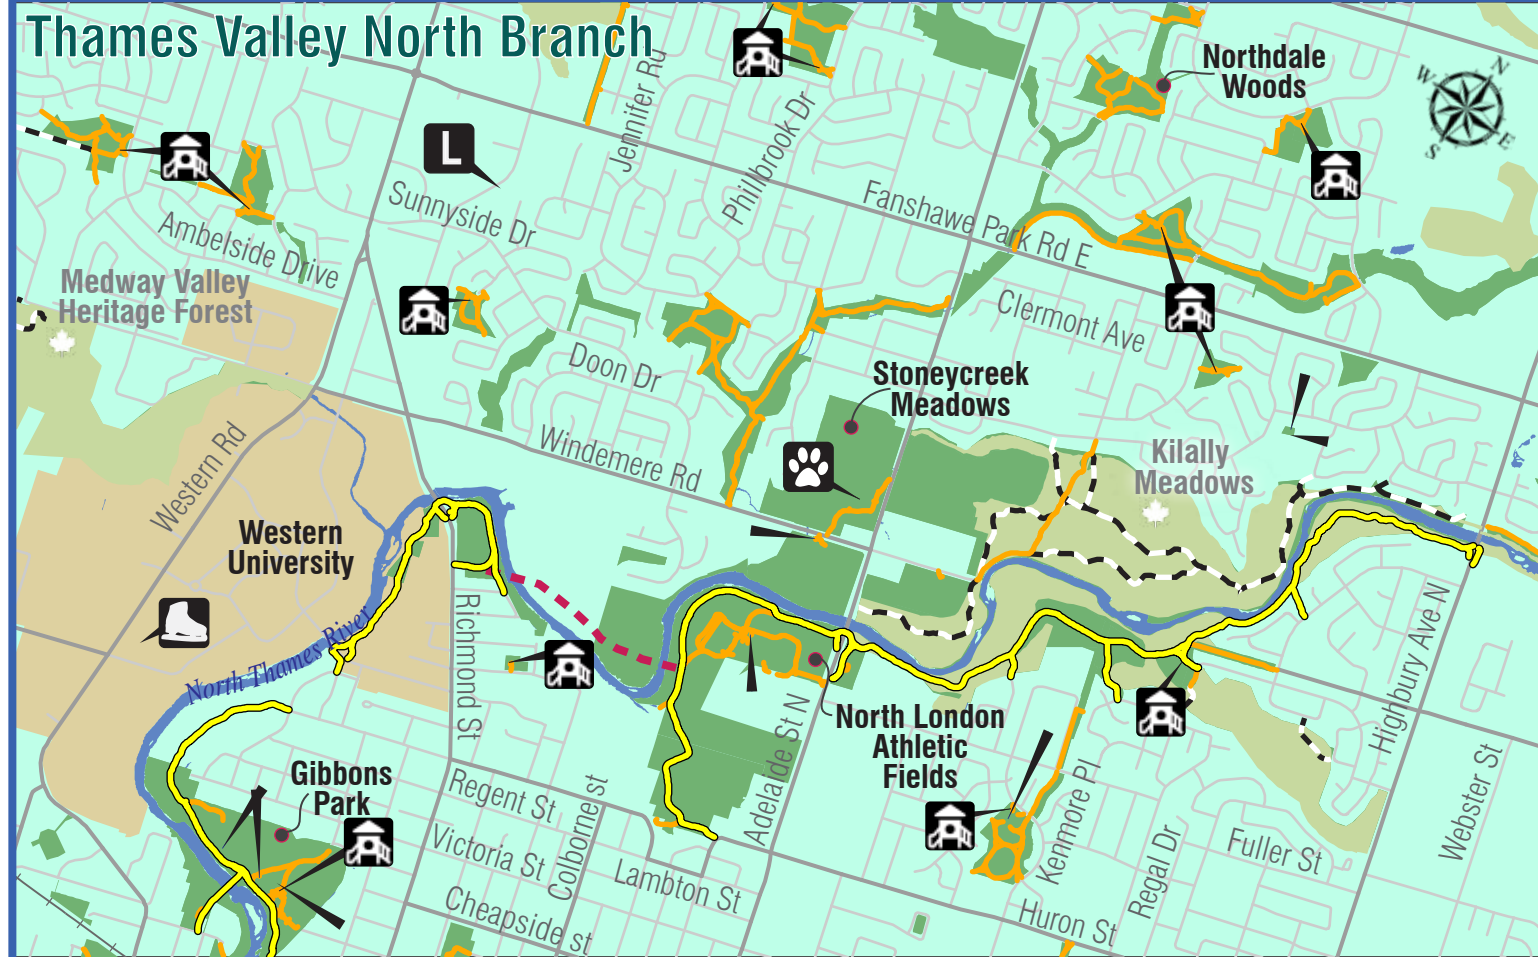 Thames Valley North Branch
Jennifer Rd
Phillbrook Dr
Northdale
Woods
N
W
E
S
L
Sunnyside Dr
Fanshawe Park Rd E
Ambelside Drive
Medway Valley
Heritage Forest
Clermont Ave
Doon Dr
Stoneycreek
Meadows
Western Rd
Windemere Rd
Kilally
Meadows
Western
University
North Thames River
Richmond St
Highbury Ave N
North London
Athletic
Fields
Adelaide St N
Gibbons
Park
Regent St
Colborne st
Victoria St
Lambton St
Cheapside st
Kenmore Pl
Regal Dr
Fuller St
Webster St
Huron St